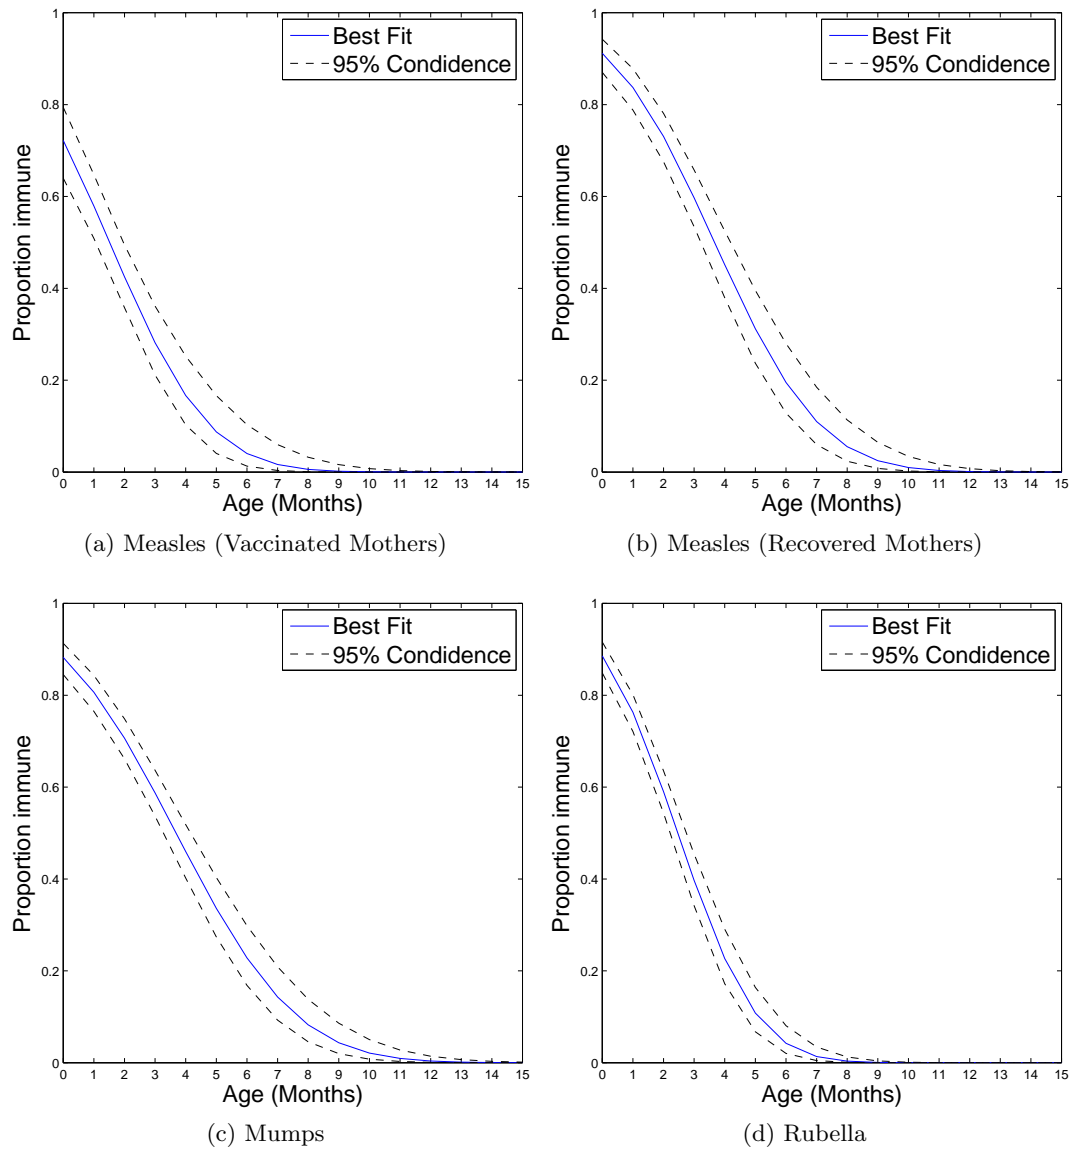 1
0.8
0.6
0.4
0.2
0
Proportion immune
Best Fit
95% Condidence
0 1 2 3 4 5 6 7 8 9 10 11 12 13 14 15
Age (Months)
(a) Measles (Vaccinated Mothers)
1
0.8
0.6
0.4
0.2
0
Proportion immune
Best Fit
95% Condidence
0 1 2 3 4 5 6 7 8 9 10 11 12 13 14 15
Age (Months)
(b) Measles (Recovered Mothers)
1
0.8
0.6
0.4
0.2
0
Proportion immune
Best Fit
95% Condidence
0 1 2 3 4 5 6 7 8 9 10 11 12 13 14 15
Age (Months)
(c) Mumps
1
0.8
0.6
0.4
0.2
0
Proportion immune
Best Fit
95% Condidence
0 1 2 3 4 5 6 7 8 9 10 11 12 13 14 15
Age (Months)
(d) Rubella